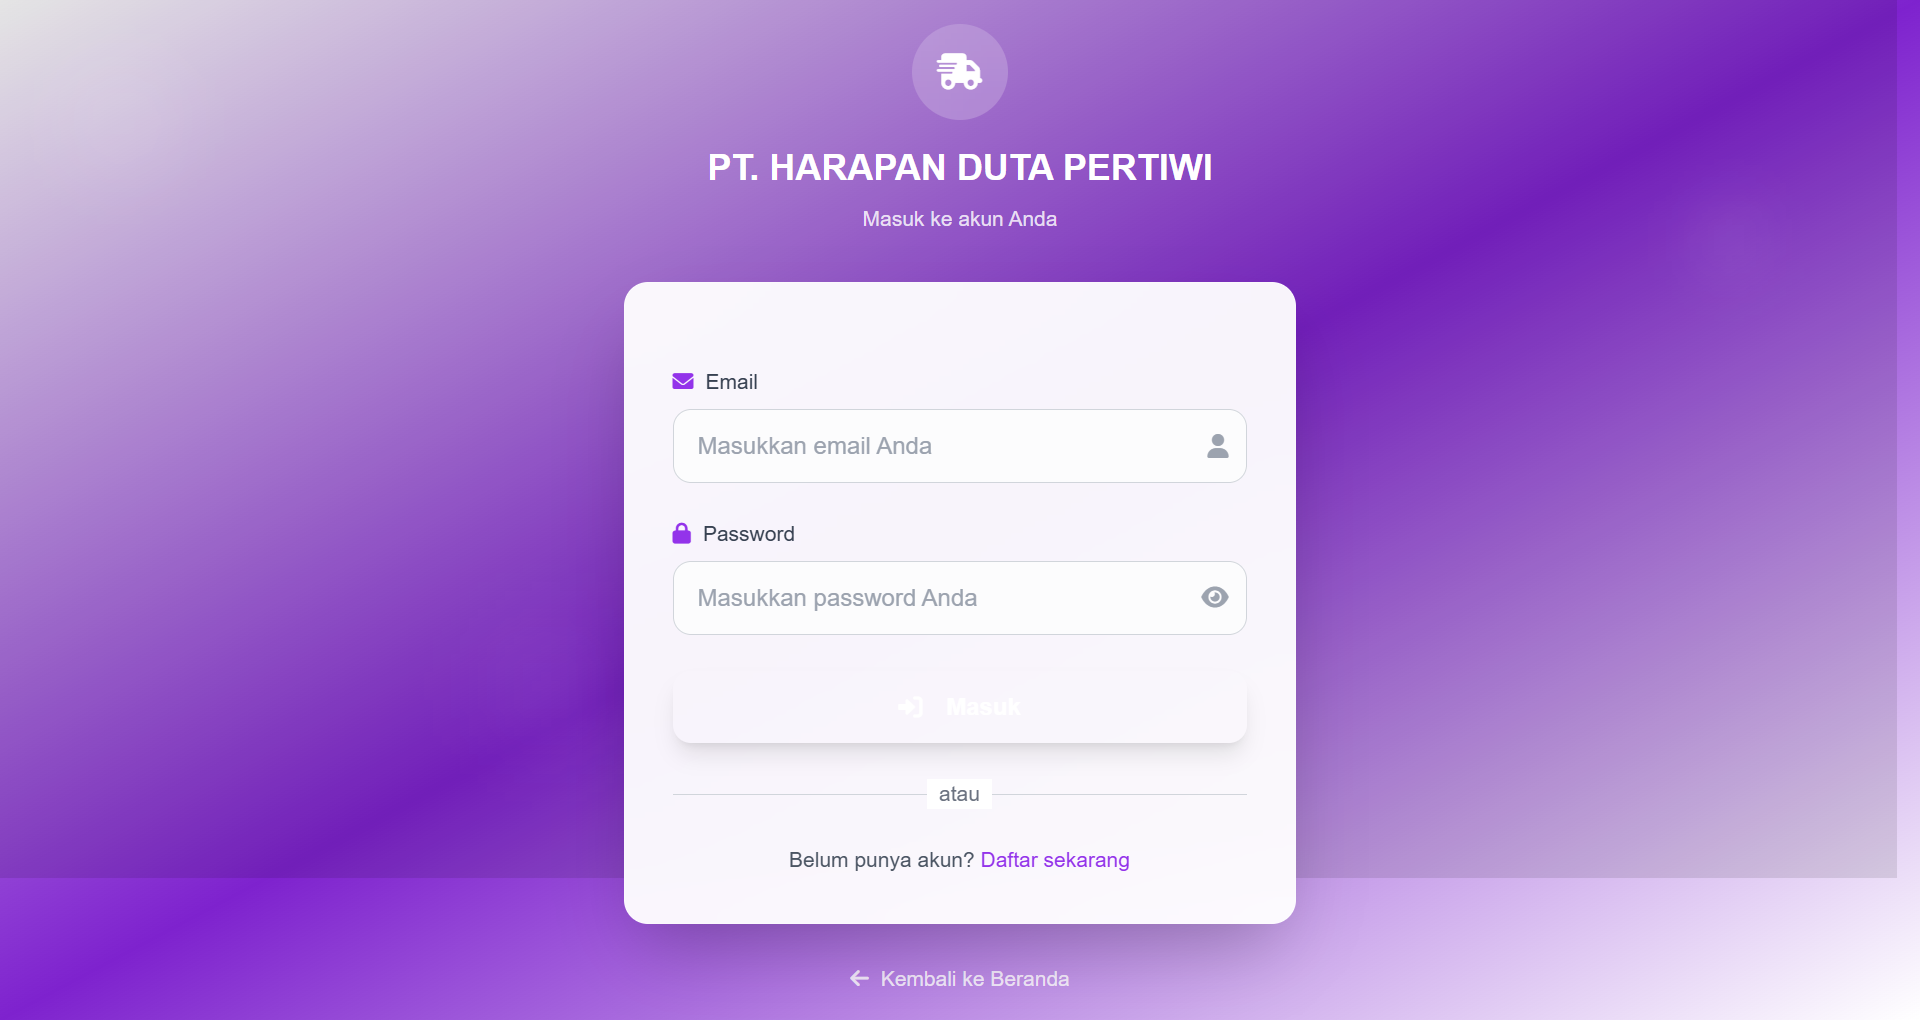 PT. HARAPAN DUTA PERTIWI
Masuk ke akun Anda
Email
Masukkan email Anda
Password
Masukkan password Anda
Masuk
atau
Belum punya akun? Daftar sekarang
Kembali ke Beranda